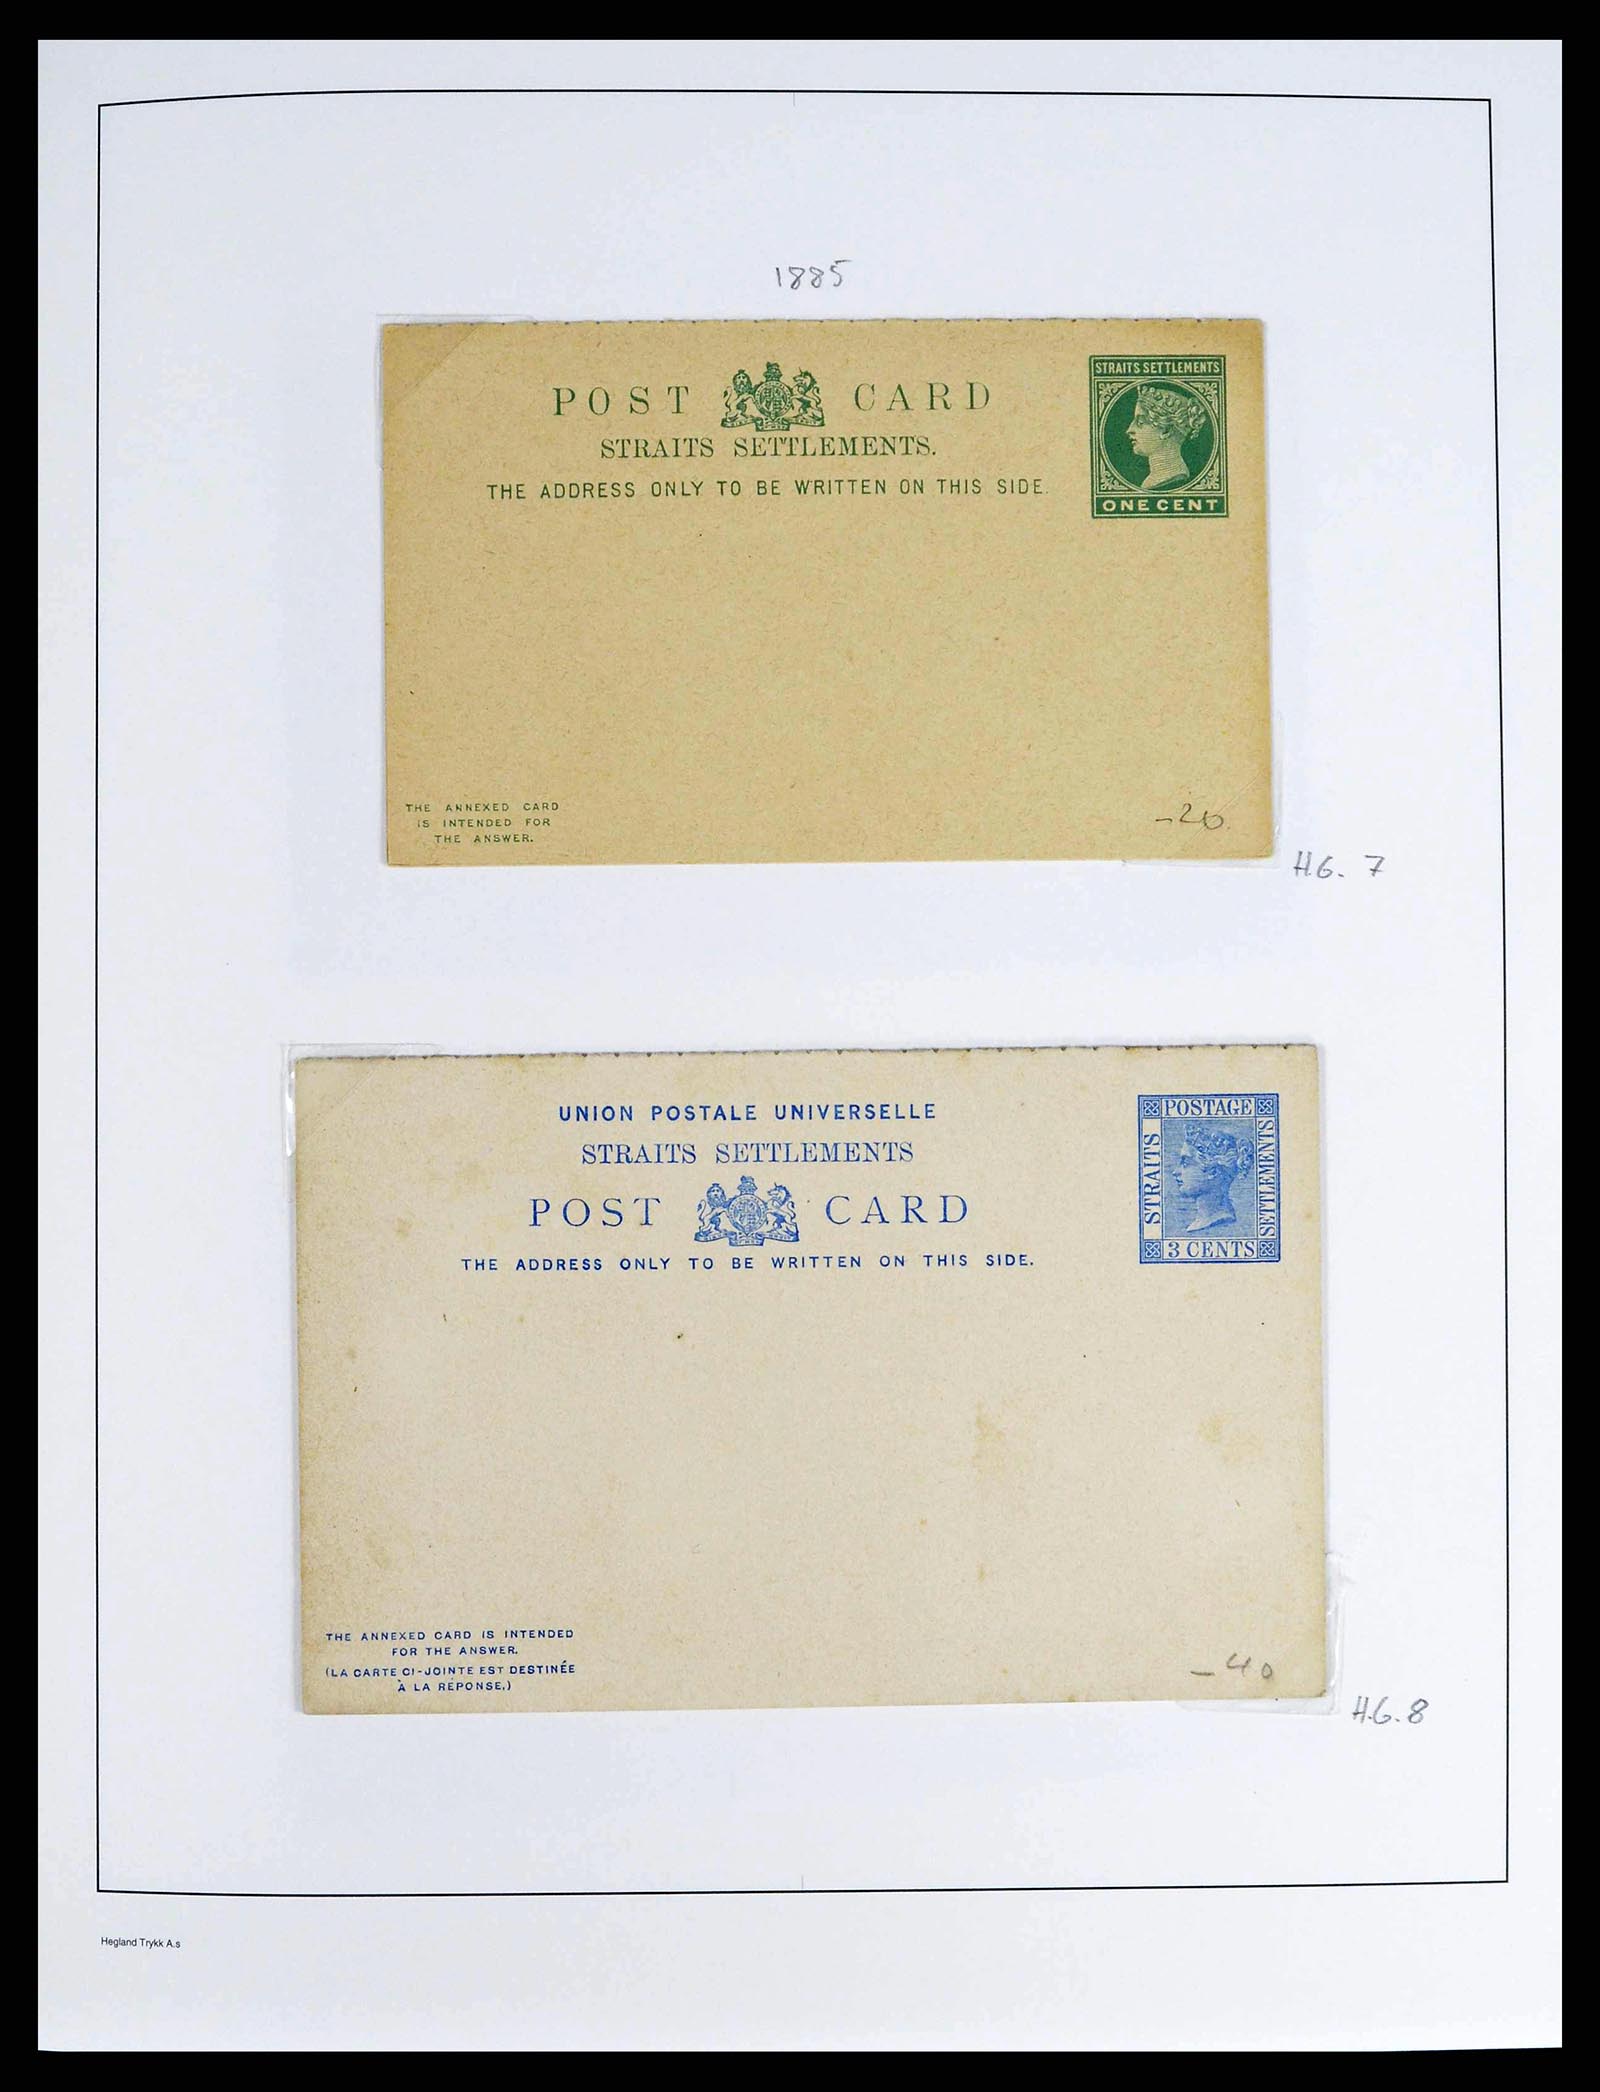 1885
STRAITS SETTLEMENTS
POST CARD
STRAITS SETTLEMENTS.
THE ADDRESS ONLY TO BE WRITTEN ON THIS SIDE.
ONE CENT
THE ANNEXED CARD
IS INTENDED FOR
THE ANSWER.
-20
H.G. 7
UNION POSTALE UNIVERSELLE
STRAITS SETTLEMENTS
POST CARD
THE ADDRESS ONLY TO BE WRITTEN ON THIS SIDE.
POSTAGE
STRAITS
SETTLEMENTS
3 CENTS
THE ANNEXED CARD IS INTENDED
FOR THE ANSWER.
(LA CARTE CI-JOINTE EST DESTINÉE
À LA RÉPONSE.)
-40
H.G. 8
Hegland Trykk A.s